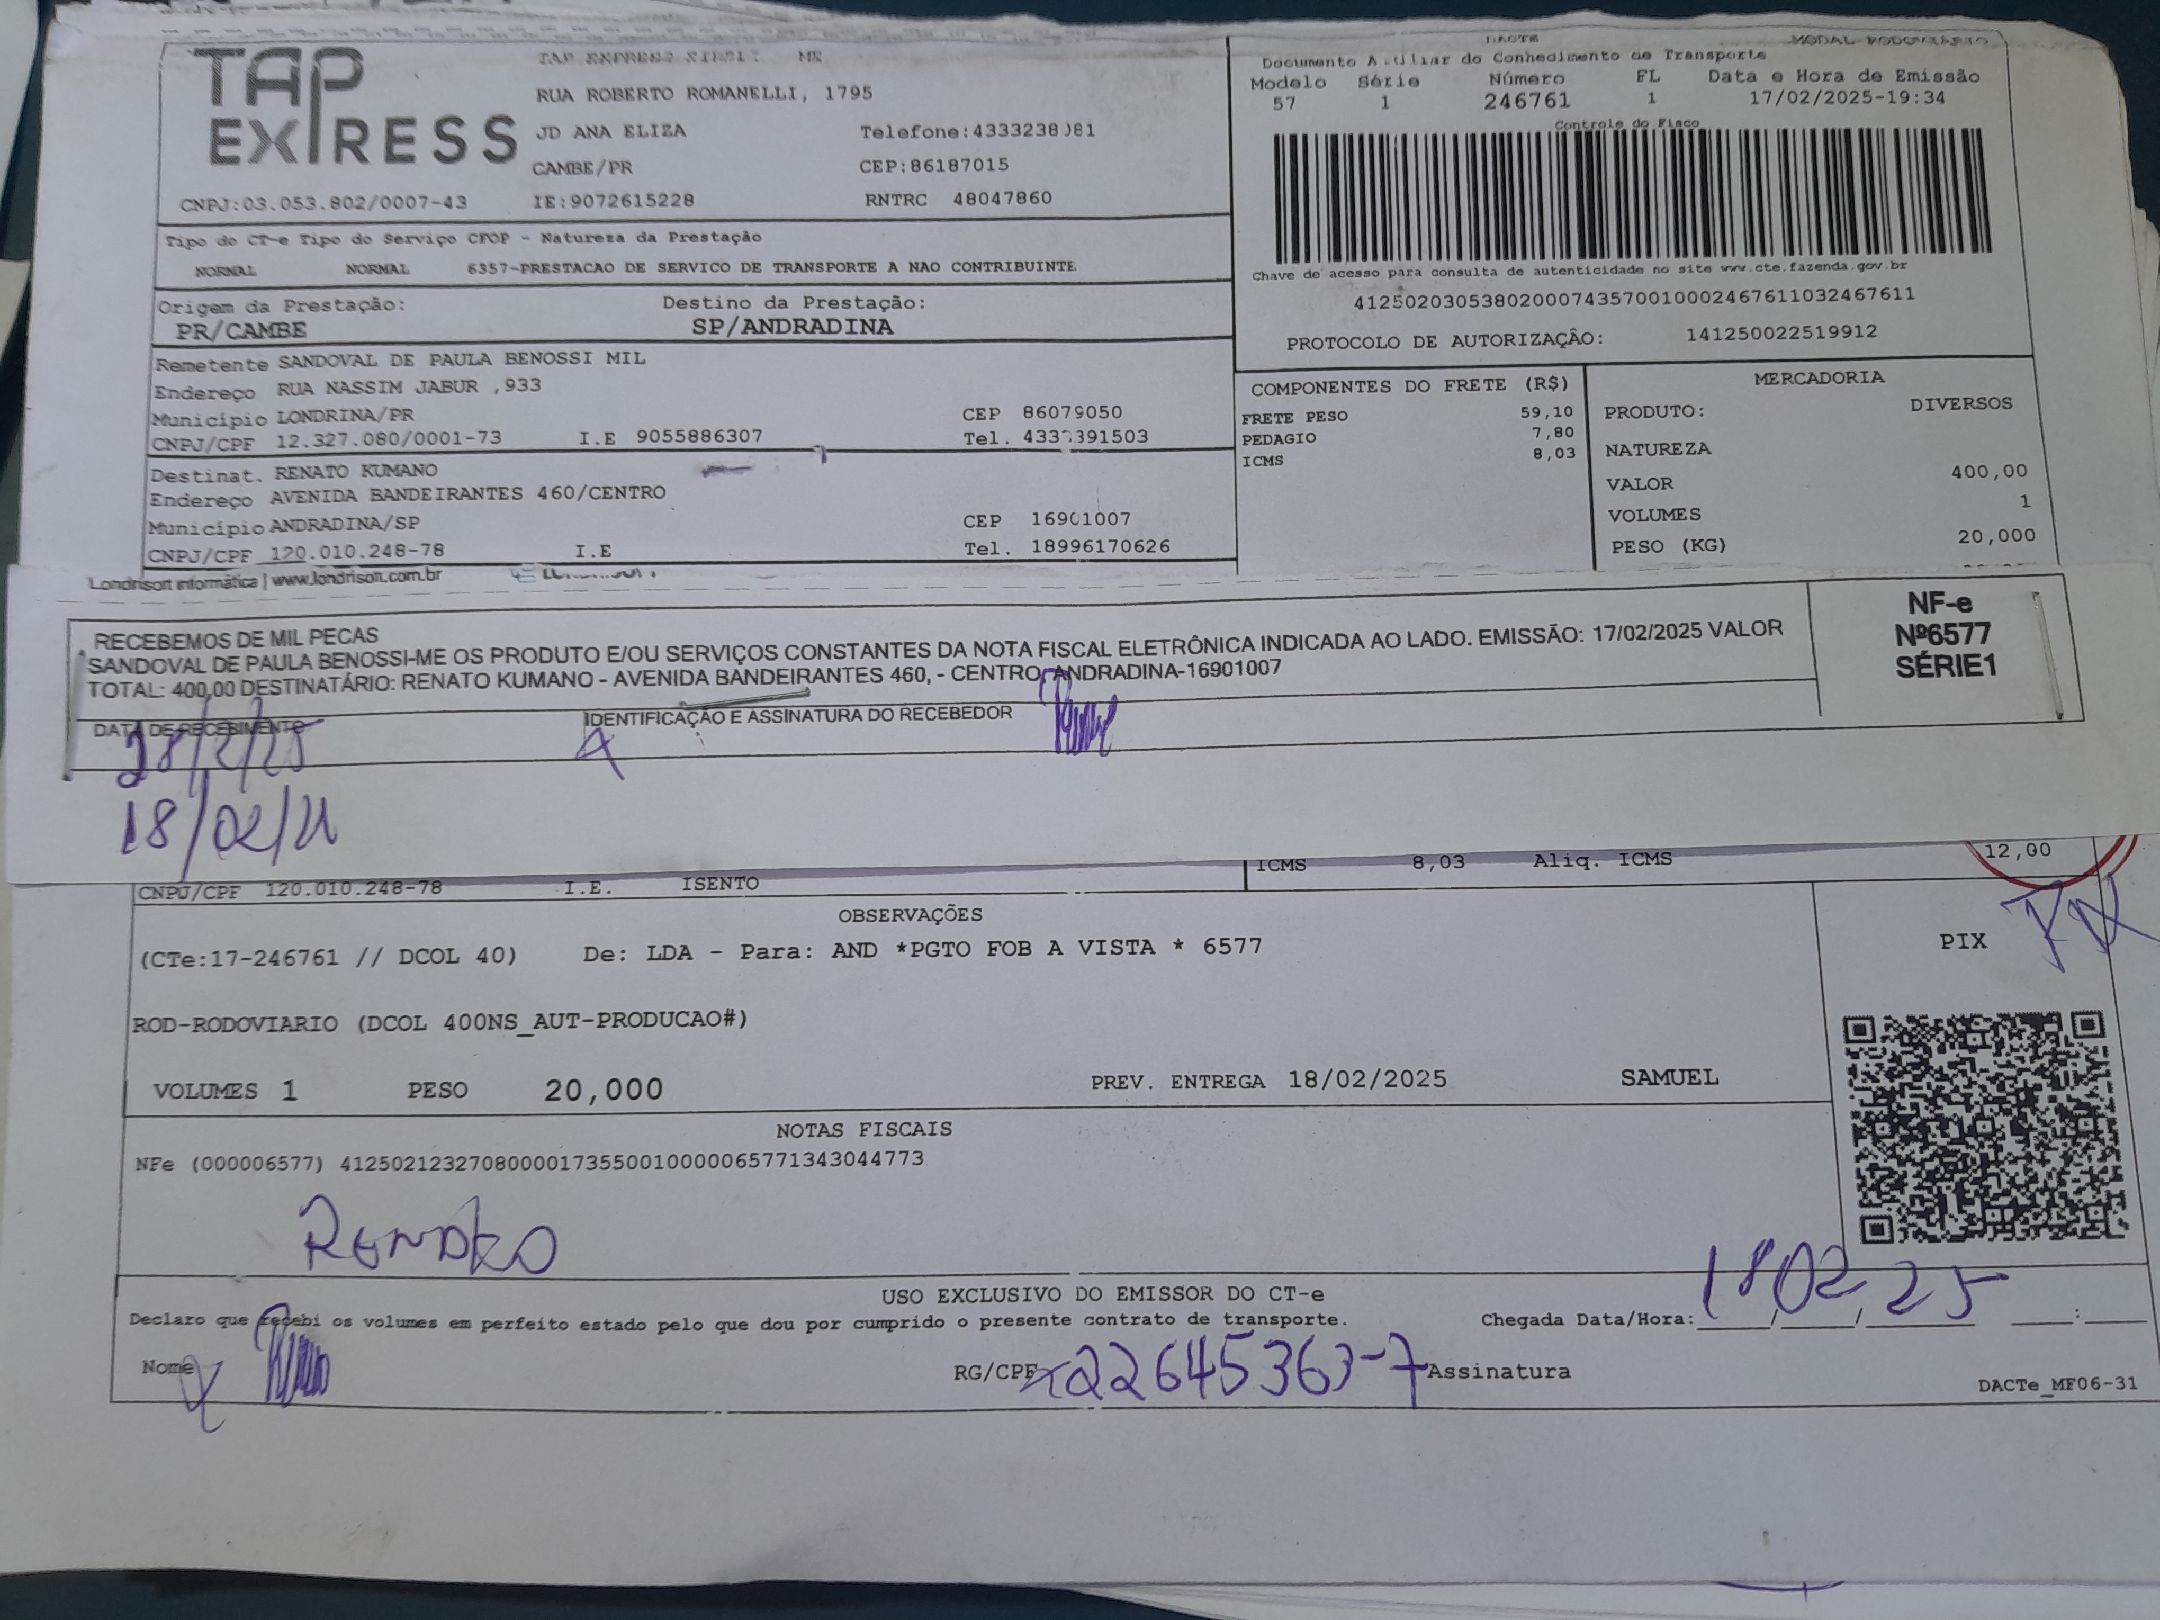 TAP EXPRESS
TAP EXPRESS EIRELI ME
RUA ROBERTO ROMANELLI, 1795
JD ANA ELIZA Telefone:4333238081
CAMBE/PR CEP:86187015
CNPJ:03.053.802/0007-43 IE:9072615228 RNTRC 48047860
Tipo do CT-e Tipo do Serviço CFOP - Natureza da Prestação
NORMAL NORMAL 6357-PRESTACAO DE SERVICO DE TRANSPORTE A NAO CONTRIBUINTE
Origem da Prestação: Destino da Prestação:
PR/CAMBE SP/ANDRADINA
Remetente SANDOVAL DE PAULA BENOSSI MIL
Endereço RUA NASSIM JABUR ,933
Município LONDRINA/PR CEP 86079050
CNPJ/CPF 12.327.080/0001-73 I.E 9055886307 Tel.
Destinat. RENATO KUMANO
Endereço AVENIDA BANDEIRANTES 460/CENTRO
Município ANDRADINA/SP CEP 16901007
CNPJ/CPF 120.010.248-78 I.E Tel. 18996170626
DACTE MODAL RODOVIÁRIO
Documento Auxiliar do Conhecimento de Transporte
Modelo Série Número FL Data e Hora de Emissão
57 1 246761 1 17/02/2025-19:34
Controle do Fisco
Chave de acesso para consulta de autenticidade no site www.cte.fazenda.gov.br
41250203053802000743570010002467611032467611
PROTOCOLO DE AUTORIZAÇÃO: 141250022519912
COMPONENTES DO FRETE (R$)
FRETE PESO 59,10
PEDAGIO 7,80
ICMS 8,03
MERCADORIA
PRODUTO: DIVERSOS
NATUREZA
VALOR 400,00
VOLUMES 1
PESO (KG) 20,000
www.londrison.com.br
RECEBEMOS DE MIL PECAS
SANDOVAL DE PAULA BENOSSI-ME OS PRODUTO E/OU SERVIÇOS CONSTANTES DA NOTA FISCAL ELETRÔNICA INDICADA AO LADO. EMISSÃO: 17/02/2025 VALOR
TOTAL: 400,00 DESTINATÁRIO: RENATO KUMANO - AVENIDA BANDEIRANTES 460, - CENTRO, ANDRADINA-16901007
NF-e
Nº6577
SÉRIE1
DATA DE RECEBIMENTO IDENTIFICAÇÃO E ASSINATURA DO RECEBEDOR
18/02/
ICMS 8,03 Aliq. ICMS 12,00
CNPJ/CPF 120.010.248-78 I.E. ISENTO
OBSERVAÇÕES
(CTe:17-246761 // DCOL 40) De: LDA - Para: AND *PGTO FOB A VISTA * 6577
PIX
ROD-RODOVIARIO (DCOL 400NS_AUT-PRODUCAO#)
VOLUMES 1 PESO 20,000 PREV. ENTREGA 18/02/2025 SAMUEL
NOTAS FISCAIS
NFe (000006577) 41250212327080000173550010000065771343044773
RENATO
USO EXCLUSIVO DO EMISSOR DO CT-e
Declaro que recebi os volumes em perfeito estado pelo que dou por cumprido o presente contrato de transporte. Chegada Data/Hora: 18/02/25 :
Nome RG/CPF 22645363-7 Assinatura
DACTe_MF06-31